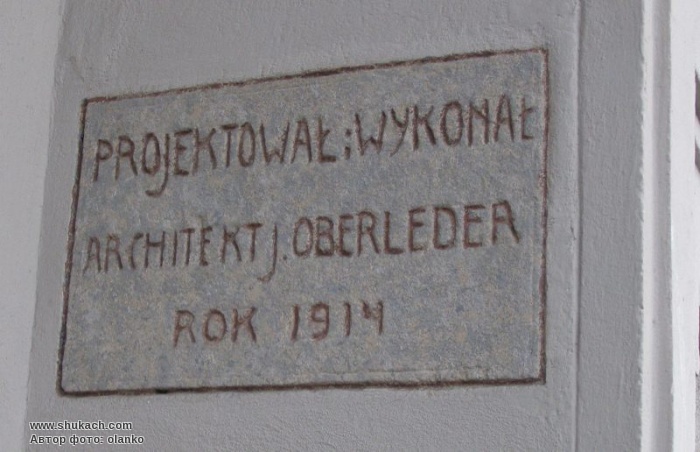 PROJEKTOWAŁ i WYKONAŁ
ARCHITEKT J. OBERLEDER
ROK 1914
www.shukach.com
Автор фото: olanko